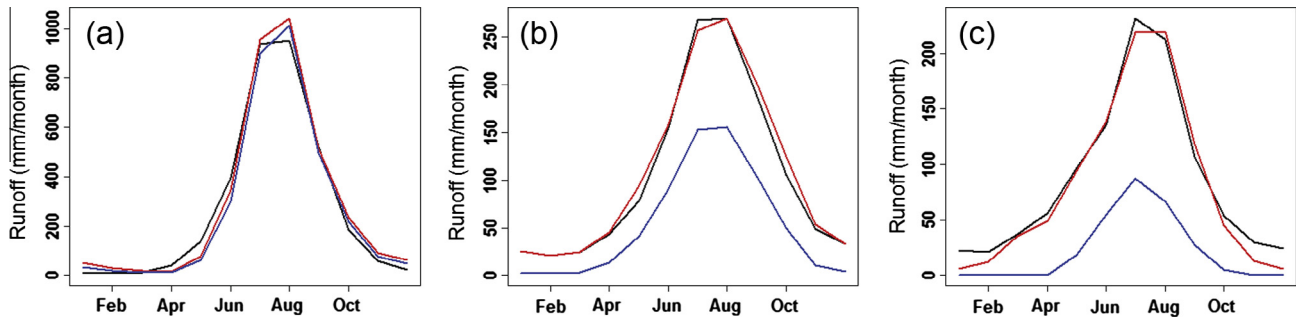 (a)
Runoff (mm/month)
0 200 400 600 800 1000
Feb Apr Jun Aug Oct
(b)
Runoff (mm/month)
0 50 100 150 200 250
Feb Apr Jun Aug Oct
(c)
Runoff (mm/month)
0 50 100 150 200
Feb Apr Jun Aug Oct